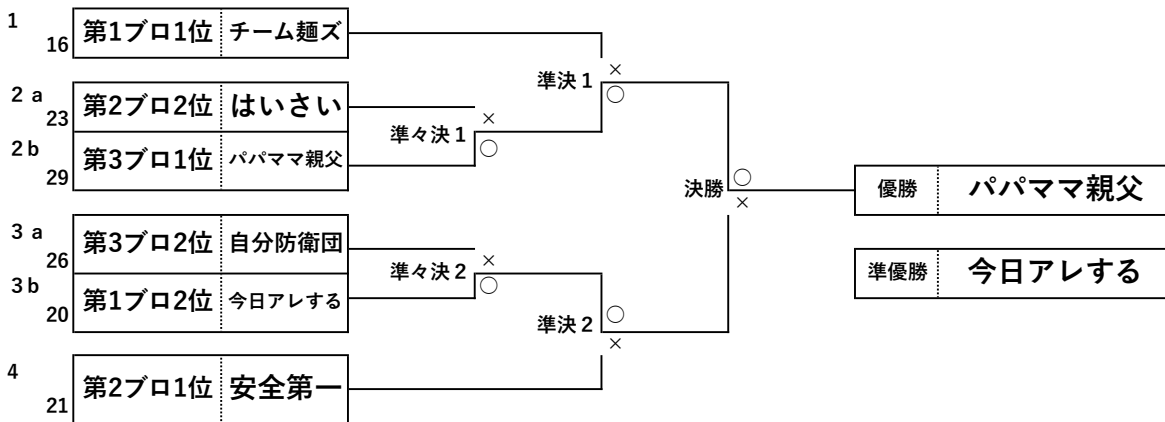 1
16 第1ブロ1位 チーム麺ズ
×
準決1
○
2a
23 第2ブロ2位 はいさい
×
準々決1
○
2b
29 第3ブロ1位 パパママ親父
○
決勝
×
優勝 パパママ親父
3a
26 第3ブロ2位 自分防衛団
×
準々決2
○
準優勝 今日アレする
3b
20 第1ブロ2位 今日アレする
○
準決2
×
4
21 第2ブロ1位 安全第一